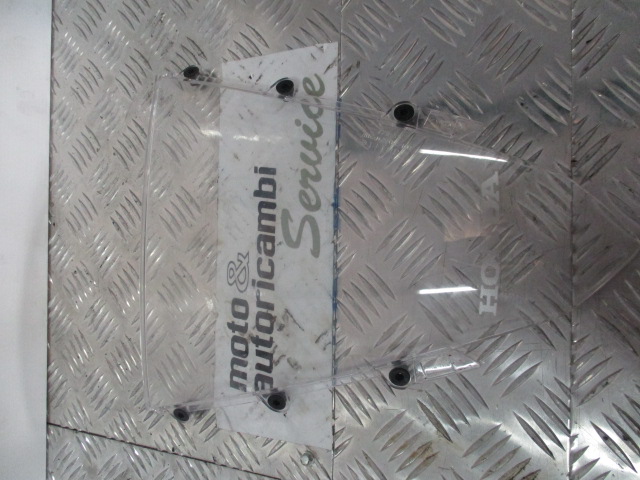 moto &
autoricambi
Service
HONDA